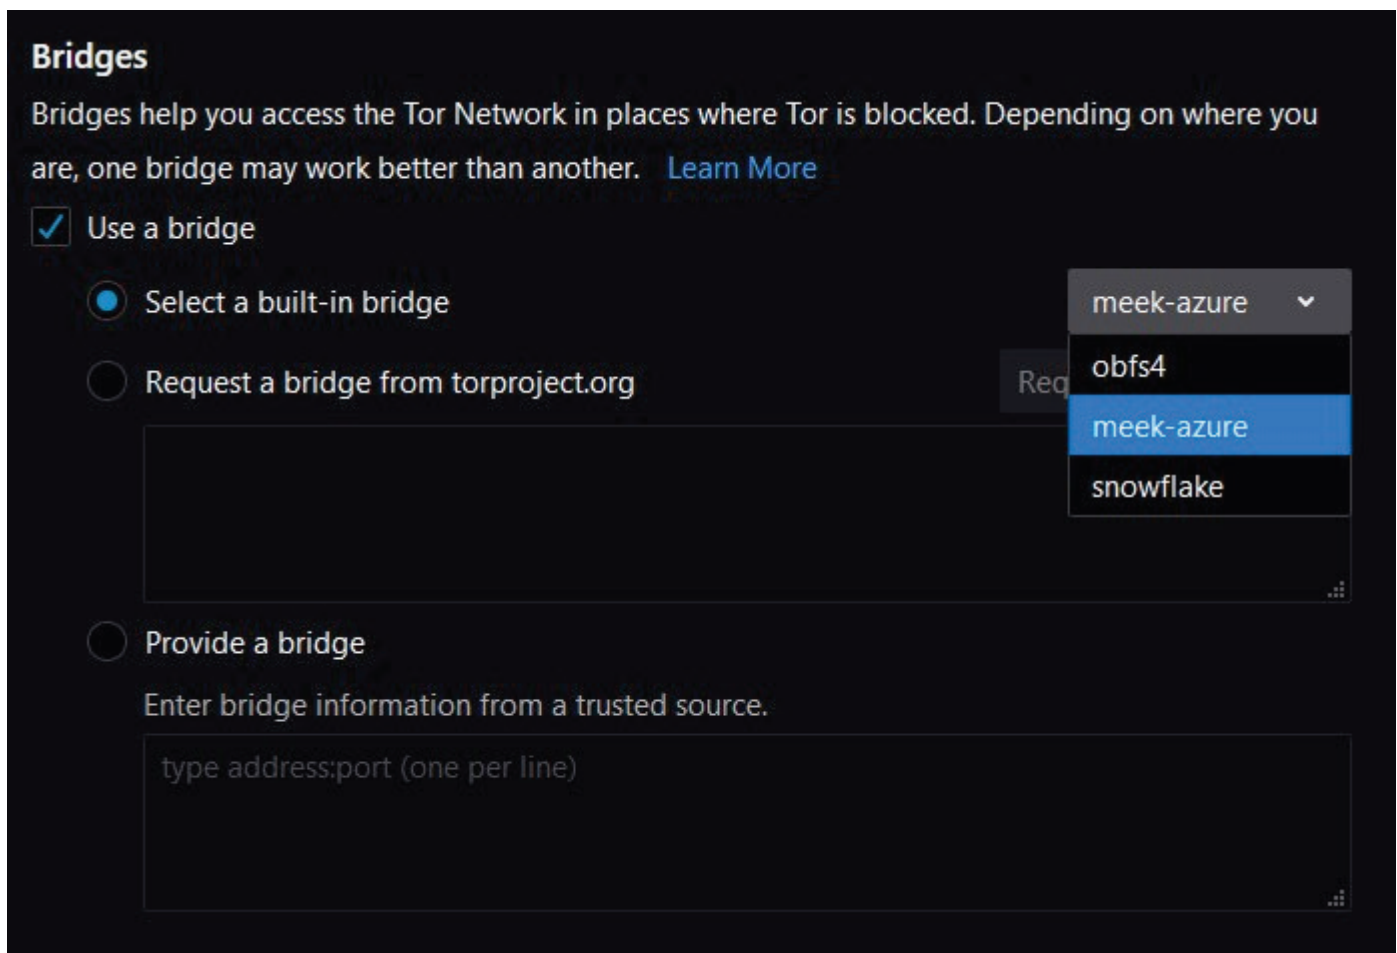 Bridges
Bridges help you access the Tor Network in places where Tor is blocked. Depending on where you
are, one bridge may work better than another. Learn More
Use a bridge
Select a built-in bridge
meek-azure
obfs4
meek-azure
snowflake
Request a bridge from torproject.org
Req
Provide a bridge
Enter bridge information from a trusted source.
type address:port (one per line)